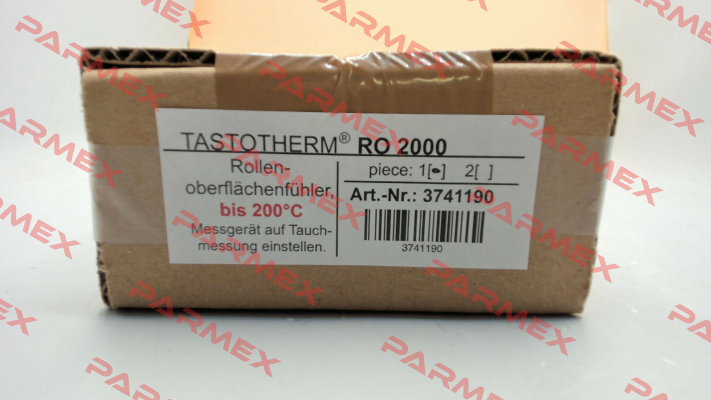 TASTOTHERM® RO 2000
Rollen-
oberflächenfühler,
bis 200°C
Messgerät auf Tauch-
messung einstellen.
piece: 1[•] 2[ ]
Art.-Nr.: 3741190
3741190
PARMEX